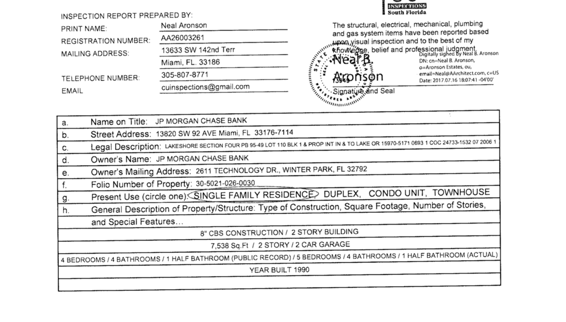 INSPECTIONS
South Florida
INSPECTION REPORT PREPARED BY:
PRINT NAME: Neal Aronson
REGISTRATION NUMBER: AA26003261
MAILING ADDRESS: 13633 SW 142nd Terr
Miami, FL. 33186
TELEPHONE NUMBER: 305-807-8771
EMAIL cuinspections@gmail.com
The structural, electrical, mechanical, plumbing
and gas system items have been reported based
upon visual inspection and to the best of my
knowledge, belief and professional judgment.
Neal B.
Aronson
Digitally signed by Neal B. Aronson
DN: cn=Neal B. Aronson,
o=Aronson Estates, ou,
email=Neal@AArchitect.com, c=US
Date: 2017.07.16 18:07:41 -04'00'
Signature and Seal
a. Name on Title: JP MORGAN CHASE BANK
b. Street Address: 13820 SW 92 AVE Miami, FL 33176-7114
c. Legal Description: LAKESHORE SECTION FOUR PB 95-49 LOT 110 BLK 1 & PROP INT IN & TO LAKE OR 15970-5171 0893 1 COC 24733-1532 07 2006 1
d. Owner's Name: JP MORGAN CHASE BANK
e. Owner's Mailing Address: 2611 TECHNOLOGY DR., WINTER PARK, FL 32792
f. Folio Number of Property: 30-5021-026-0030
g. Present Use (circle one): SINGLE FAMILY RESIDENCE, DUPLEX, CONDO UNIT, TOWNHOUSE
h. General Description of Property/Structure: Type of Construction, Square Footage, Number of Stories,
and Special Features...
8" CBS CONSTRUCTION / 2 STORY BUILDING
7,538 Sq.Ft / 2 STORY / 2 CAR GARAGE
4 BEDROOMS / 4 BATHROOMS / 1 HALF BATHROOM (PUBLIC RECORD) / 5 BEDROOMS / 4 BATHROOMS / 1 HALF BATHROOM (ACTUAL)
YEAR BUILT 1990